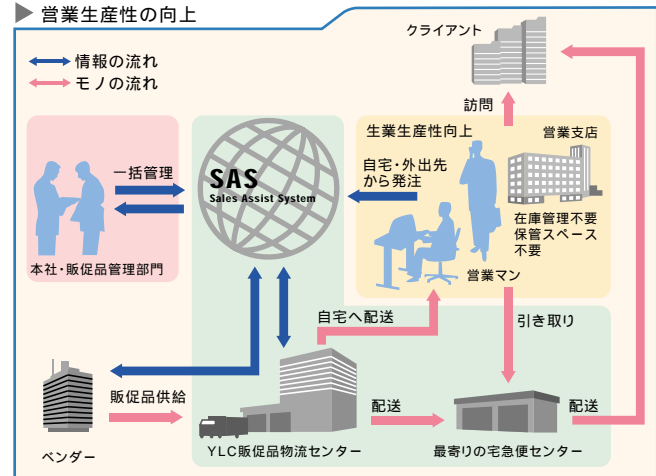 ▶ 営業生産性の向上
クライアント
情報の流れ
モノの流れ
訪問
生業生産性向上
営業支店
一括管理
SAS
Sales Assist System
自宅・外出先
から発注
在庫管理不要
保管スペース
不要
本社・販促品管理部門
営業マン
自宅へ配送
引き取り
販促品供給
配送
配送
ベンダー
YLC販促品物流センター
最寄りの宅急便センター